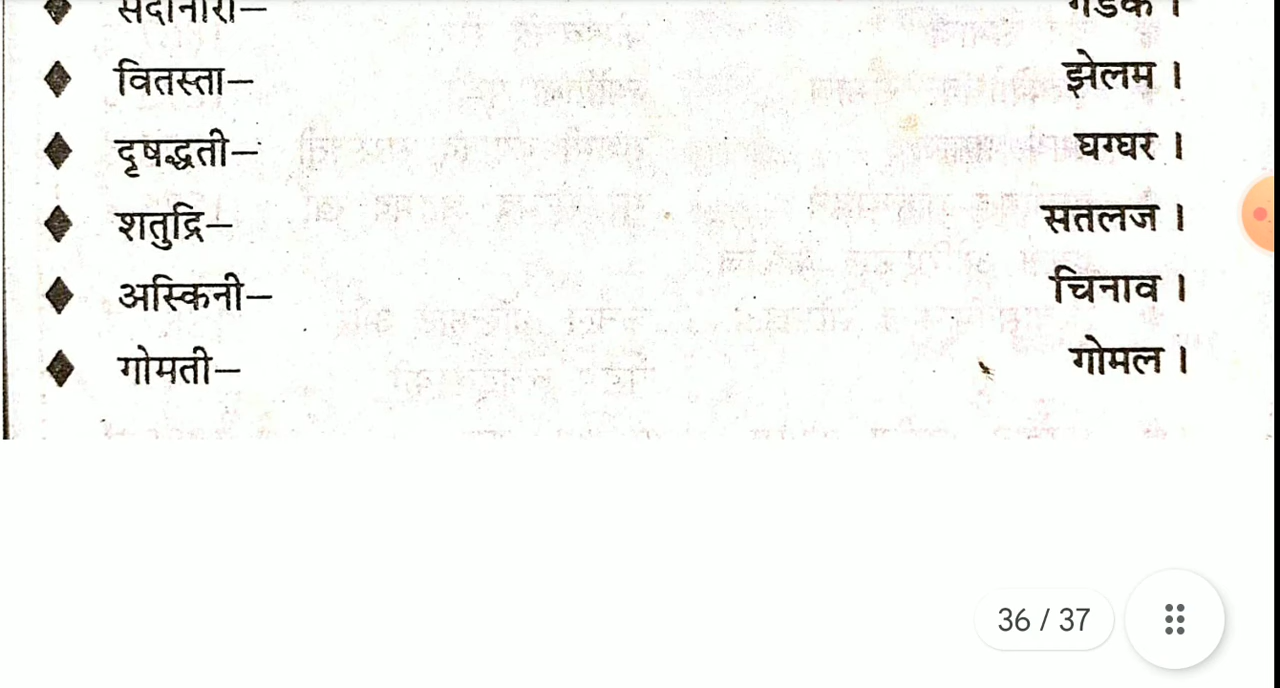 वितस्ता— झेलम ।
दृषद्धती— घग्घर ।
शतुद्रि— सतलज ।
अस्किनी— चिनाव ।
गोमती— गोमल ।
36 / 37